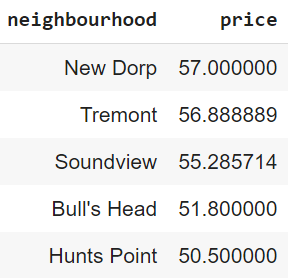 neighbourhood price
New Dorp 57.000000
Tremont 56.888889
Soundview 55.285714
Bull's Head 51.800000
Hunts Point 50.500000